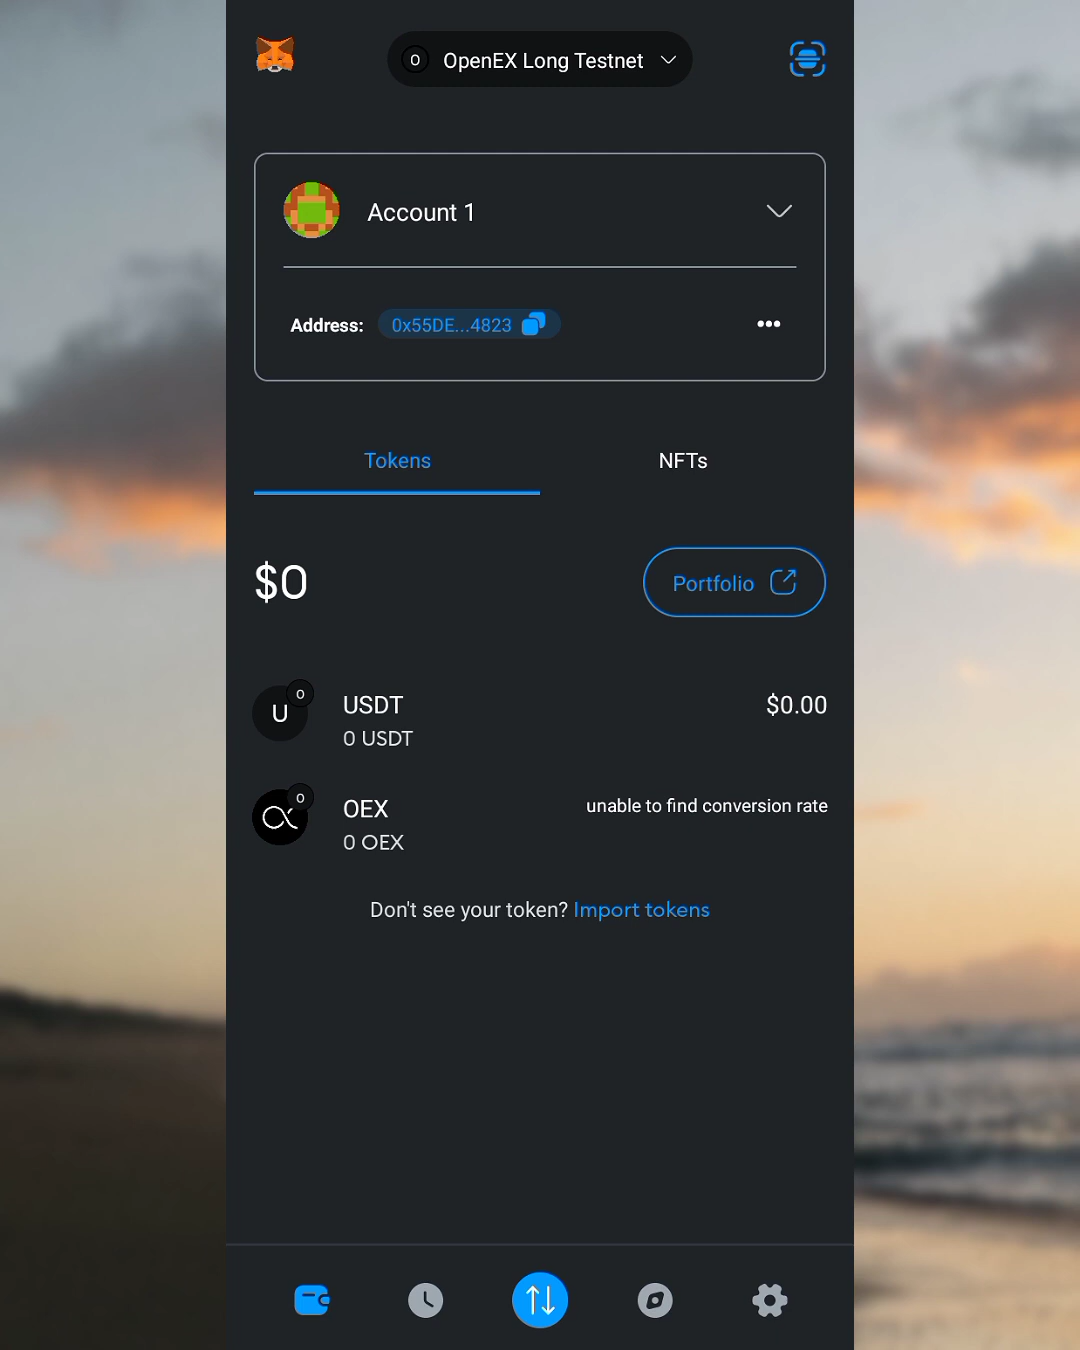 O OpenEX Long Testnet
Account 1
Address: 0x55DE...4823
Tokens NFTs
$0 Portfolio
U O USDT $0.00
0 USDT
O OEX unable to find conversion rate
0 OEX
Don't see your token? Import tokens